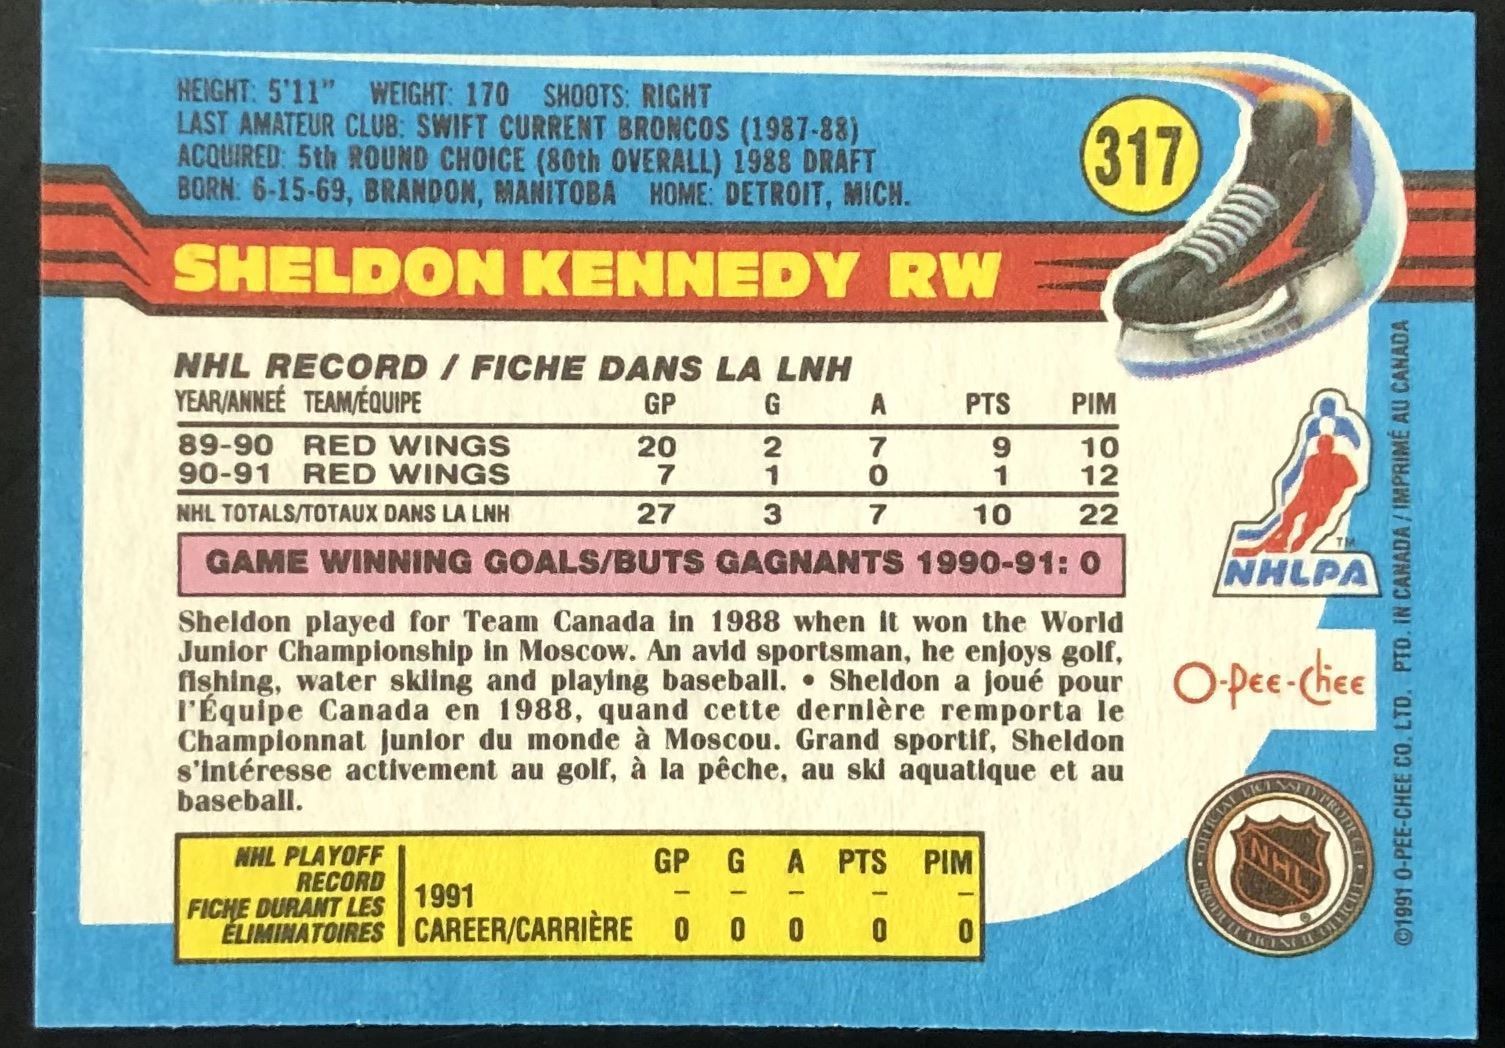 HEIGHT: 5'11" WEIGHT: 170 SHOOTS: RIGHT
LAST AMATEUR CLUB: SWIFT CURRENT BRONCOS (1987-88)
ACQUIRED: 5th ROUND CHOICE (80th OVERALL) 1988 DRAFT
BORN: 6-15-69, BRANDON, MANITOBA HOME: DETROIT, MICH.
317
SHELDON KENNEDY RW
NHL RECORD / FICHE DANS LA LNH
YEAR/ANNEÉ TEAM/ÉQUIPE GP G A PTS PIM
89-90 RED WINGS 20 2 7 9 10
90-91 RED WINGS 7 1 0 1 12
NHL TOTALS/TOTAUX DANS LA LNH 27 3 7 10 22
GAME WINNING GOALS/BUTS GAGNANTS 1990-91: 0
Sheldon played for Team Canada in 1988 when it won the World
Junior Championship in Moscow. An avid sportsman, he enjoys golf,
fishing, water skiing and playing baseball. • Sheldon a joué pour
l'Équipe Canada en 1988, quand cette dernière remporta le
Championnat junior du monde à Moscou. Grand sportif, Sheldon
s'intéresse activement au golf, à la pêche, au ski aquatique et au
baseball.
NHL PLAYOFF
RECORD
FICHE DURANT LES
ÉLIMINATOIRES
GP G A PTS PIM
1991 – – – – –
CAREER/CARRIÈRE 0 0 0 0 0
TM
NHLPA
O-PEE-CHEE
OFFICIAL LICENSED PRODUCT
NHL
®
PRODUIT LICENCIÉ OFFICIEL
©1991 O-PEE-CHEE CO. LTD. PTD. IN CANADA / IMPRIMÉ AU CANADA